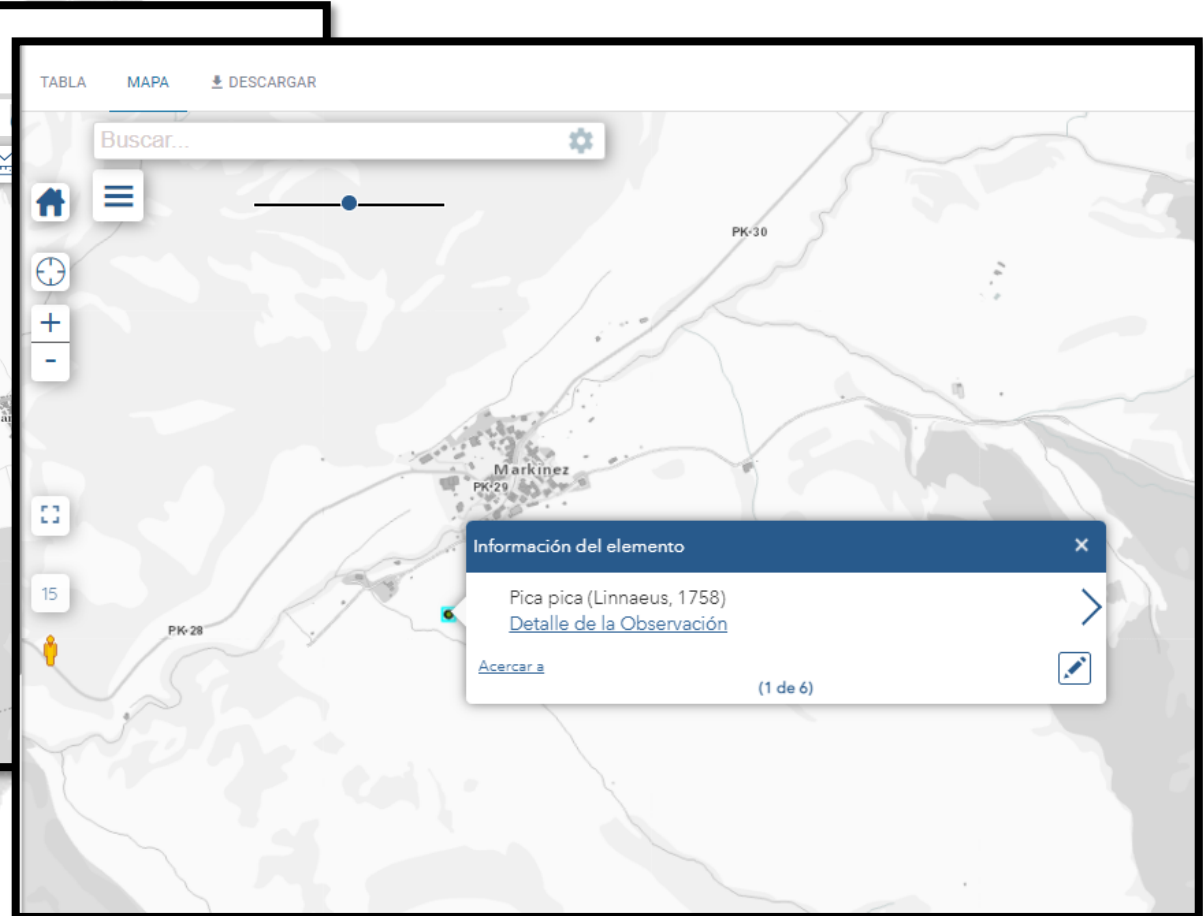 TABLA MAPA DESCARGAR
Buscar...
PK-30
+
-
Markinez
PK-29
Información del elemento ×
15
Pica pica (Linnaeus, 1758)
Detalle de la Observación
PK-28
Acercar a
(1 de 6)